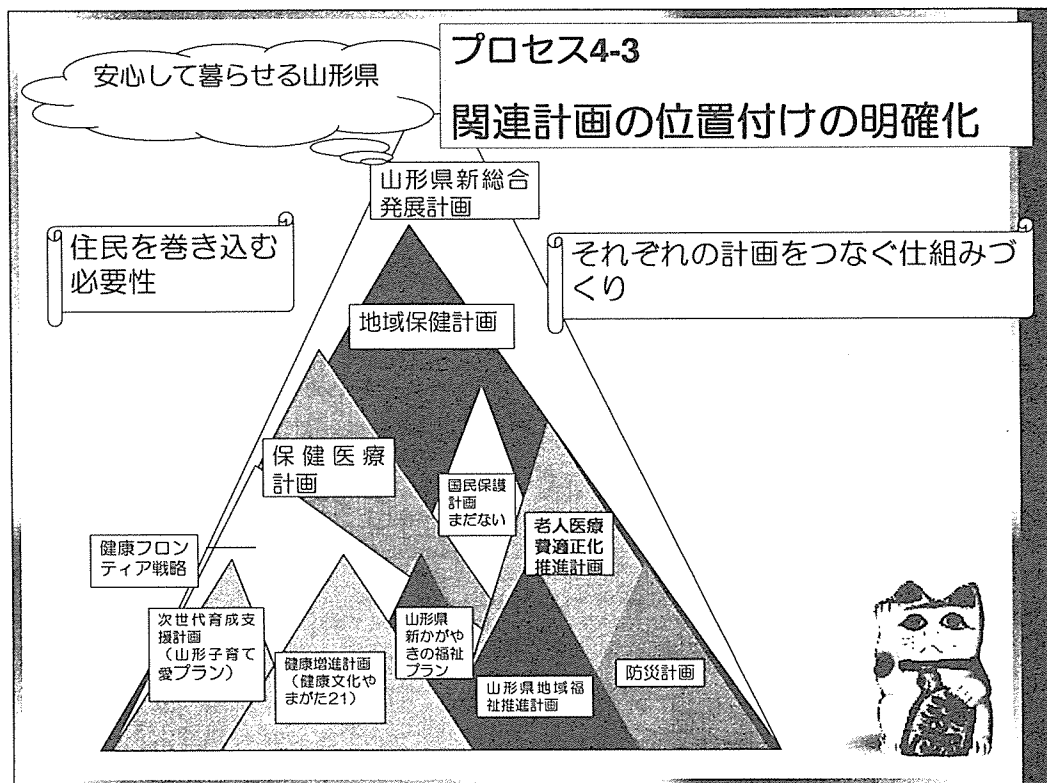 プロセス4-3
関連計画の位置付けの明確化
安心して暮らせる山形県
山形県新総合
発展計画
住民を巻き込む
必要性
それぞれの計画をつなぐ仕組みづ
くり
地域保健計画
保健医療
計画
国民保護
計画
まだない
老人医療
費適正化
推進計画
健康フロン
ティア戦略
次世代育成支
援計画
(山形子育て
愛プラン)
健康増進計画
(健康文化や
まがた21)
山形県
新かがや
きの福祉
プラン
山形県地域福
祉推進計画
防災計画